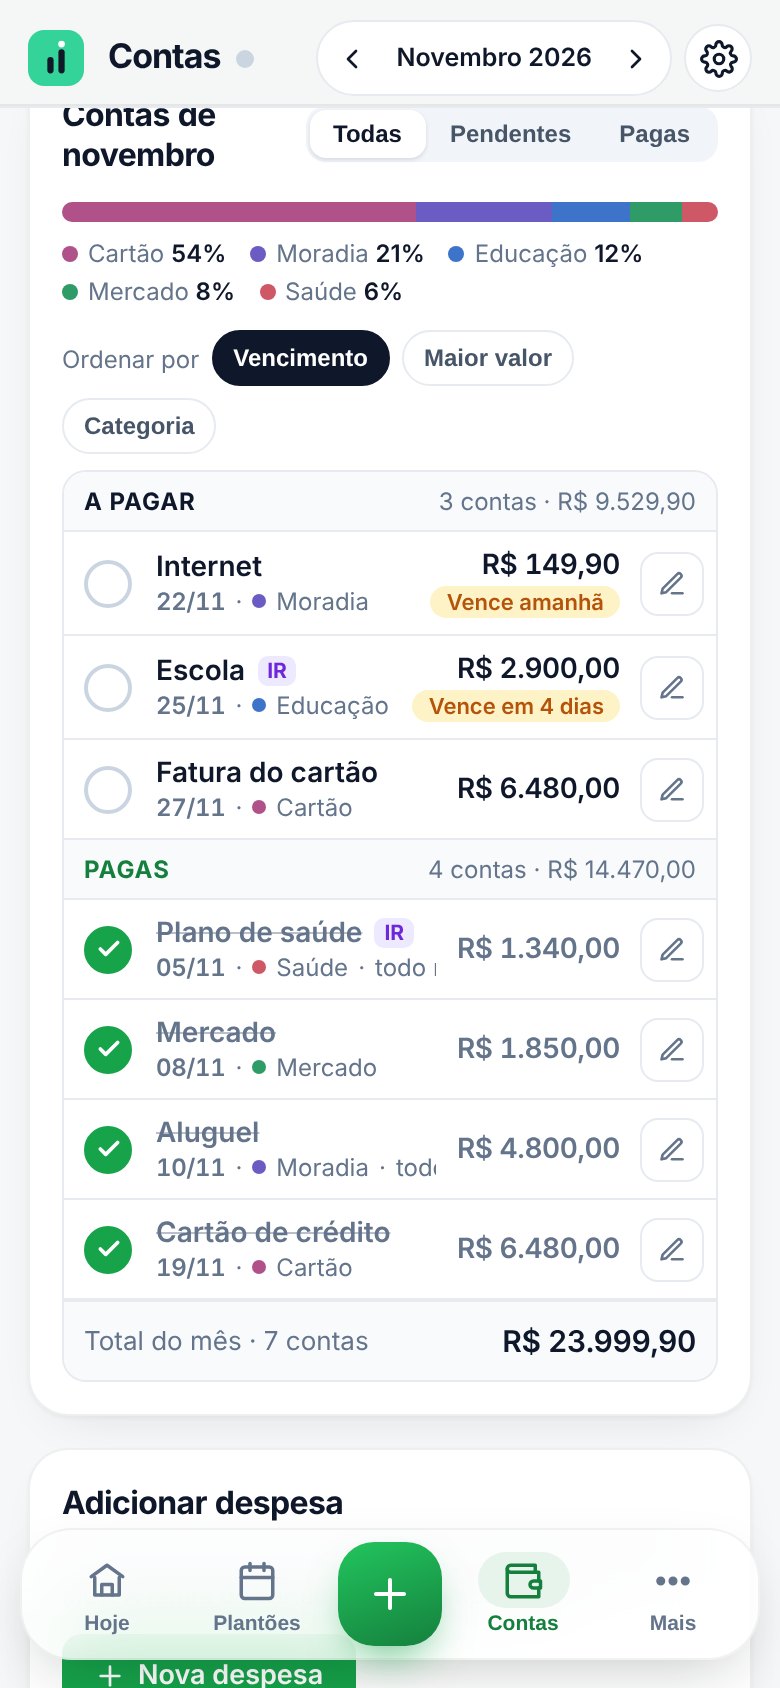 Contas
Novembro 2026
Contas de
novembro
Todas Pendentes Pagas
Cartão 54% Moradia 21% Educação 12%
Mercado 8% Saúde 6%
Ordenar por Vencimento Maior valor
Categoria
A PAGAR 3 contas · R$ 9.529,90
Internet R$ 149,90
22/11 · Moradia Vence amanhã
Escola IR R$ 2.900,00
25/11 · Educação Vence em 4 dias
Fatura do cartão R$ 6.480,00
27/11 · Cartão
PAGAS 4 contas · R$ 14.470,00
Plano de saúde IR R$ 1.340,00
05/11 · Saúde · todo
Mercado R$ 1.850,00
08/11 · Mercado
Aluguel R$ 4.800,00
10/11 · Moradia
Cartão de crédito R$ 6.480,00
19/11 · Cartão
Total do mês · 7 contas R$ 23.999,90
Adicionar despesa
Hoje Plantões Contas Mais
Nova despesa